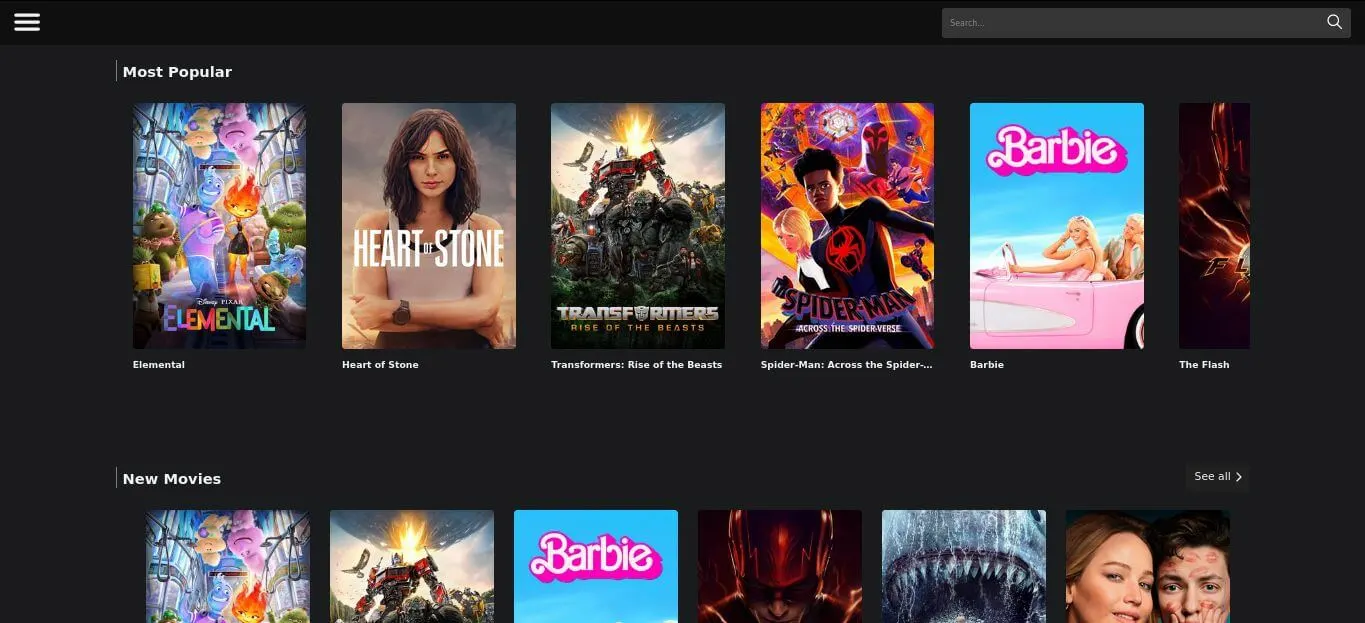 Search...
Most Popular
Disney PIXAR
ELEMENTAL
HEART OF STONE
TRANSFORMERS
RISE OF THE BEASTS
SPIDER-MAN
ACROSS THE SPIDER-VERSE
Barbie
FL
Elemental
Heart of Stone
Transformers: Rise of the Beasts
Spider-Man: Across the Spider-...
Barbie
The Flash
New Movies
See all
Barbie